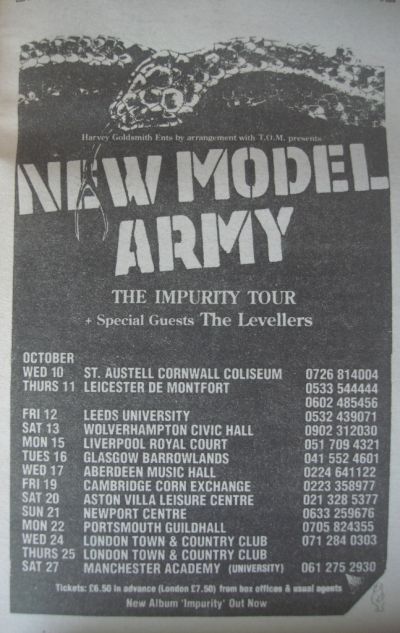 Harvey Goldsmith Ents by arrangement with T.O.M. presents
NEW MODEL
ARMY
THE IMPURITY TOUR
+ Special Guests The Levellers
OCTOBER
WED 10 ST. AUSTELL CORNWALL COLISEUM 0726 814004
THURS 11 LEICESTER DE MONTFORT 0533 544444
0602 485456
FRI 12 LEEDS UNIVERSITY 0532 439071
SAT 13 WOLVERHAMPTON CIVIC HALL 0902 312030
MON 15 LIVERPOOL ROYAL COURT 051 709 4321
TUES 16 GLASGOW BARROWLANDS 041 552 4601
WED 17 ABERDEEN MUSIC HALL 0224 641122
FRI 19 CAMBRIDGE CORN EXCHANGE 0223 358977
SAT 20 ASTON VILLA LEISURE CENTRE 021 328 5377
SUN 21 NEWPORT CENTRE 0633 259676
MON 22 PORTSMOUTH GUILDHALL 0705 824355
WED 24 LONDON TOWN & COUNTRY CLUB 071 284 0303
THURS 25 LONDON TOWN & COUNTRY CLUB
SAT 27 MANCHESTER ACADEMY (UNIVERSITY) 061 275 2930
Tickets: £6.50 in advance (London £7.50) from box offices & usual agents
New Album 'Impurity' Out Now